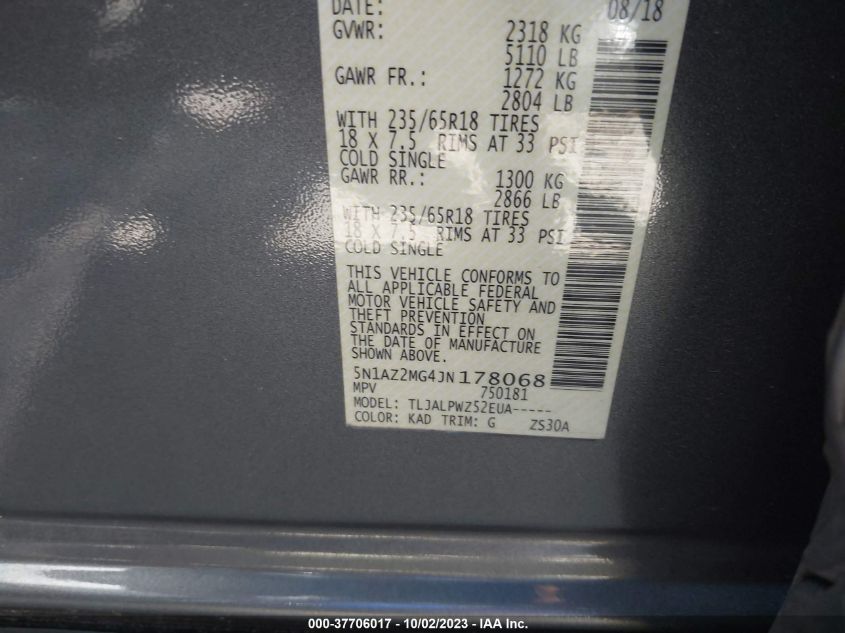 DATE: 08/18
GVWR: 2318 KG
5110 LB
GAWR FR.: 1272 KG
2804 LB
WITH 235/65R18 TIRES
18 X 7.5 RIMS AT 33 PSI
COLD SINGLE
GAWR RR.: 1300 KG
2866 LB
WITH 235/65R18 TIRES
18 X 7.5 RIMS AT 33 PSI
COLD SINGLE
THIS VEHICLE CONFORMS TO
ALL APPLICABLE FEDERAL
MOTOR VEHICLE SAFETY AND
THEFT PREVENTION
STANDARDS IN EFFECT ON
THE DATE OF MANUFACTURE
SHOWN ABOVE.
5N1AZ2MG4JN178068
MPV 750181
MODEL: TLJALPWZ52EUA-----
COLOR: KAD TRIM: G ZS30A
000-37706017 - 10/02/2023 - IAA Inc.